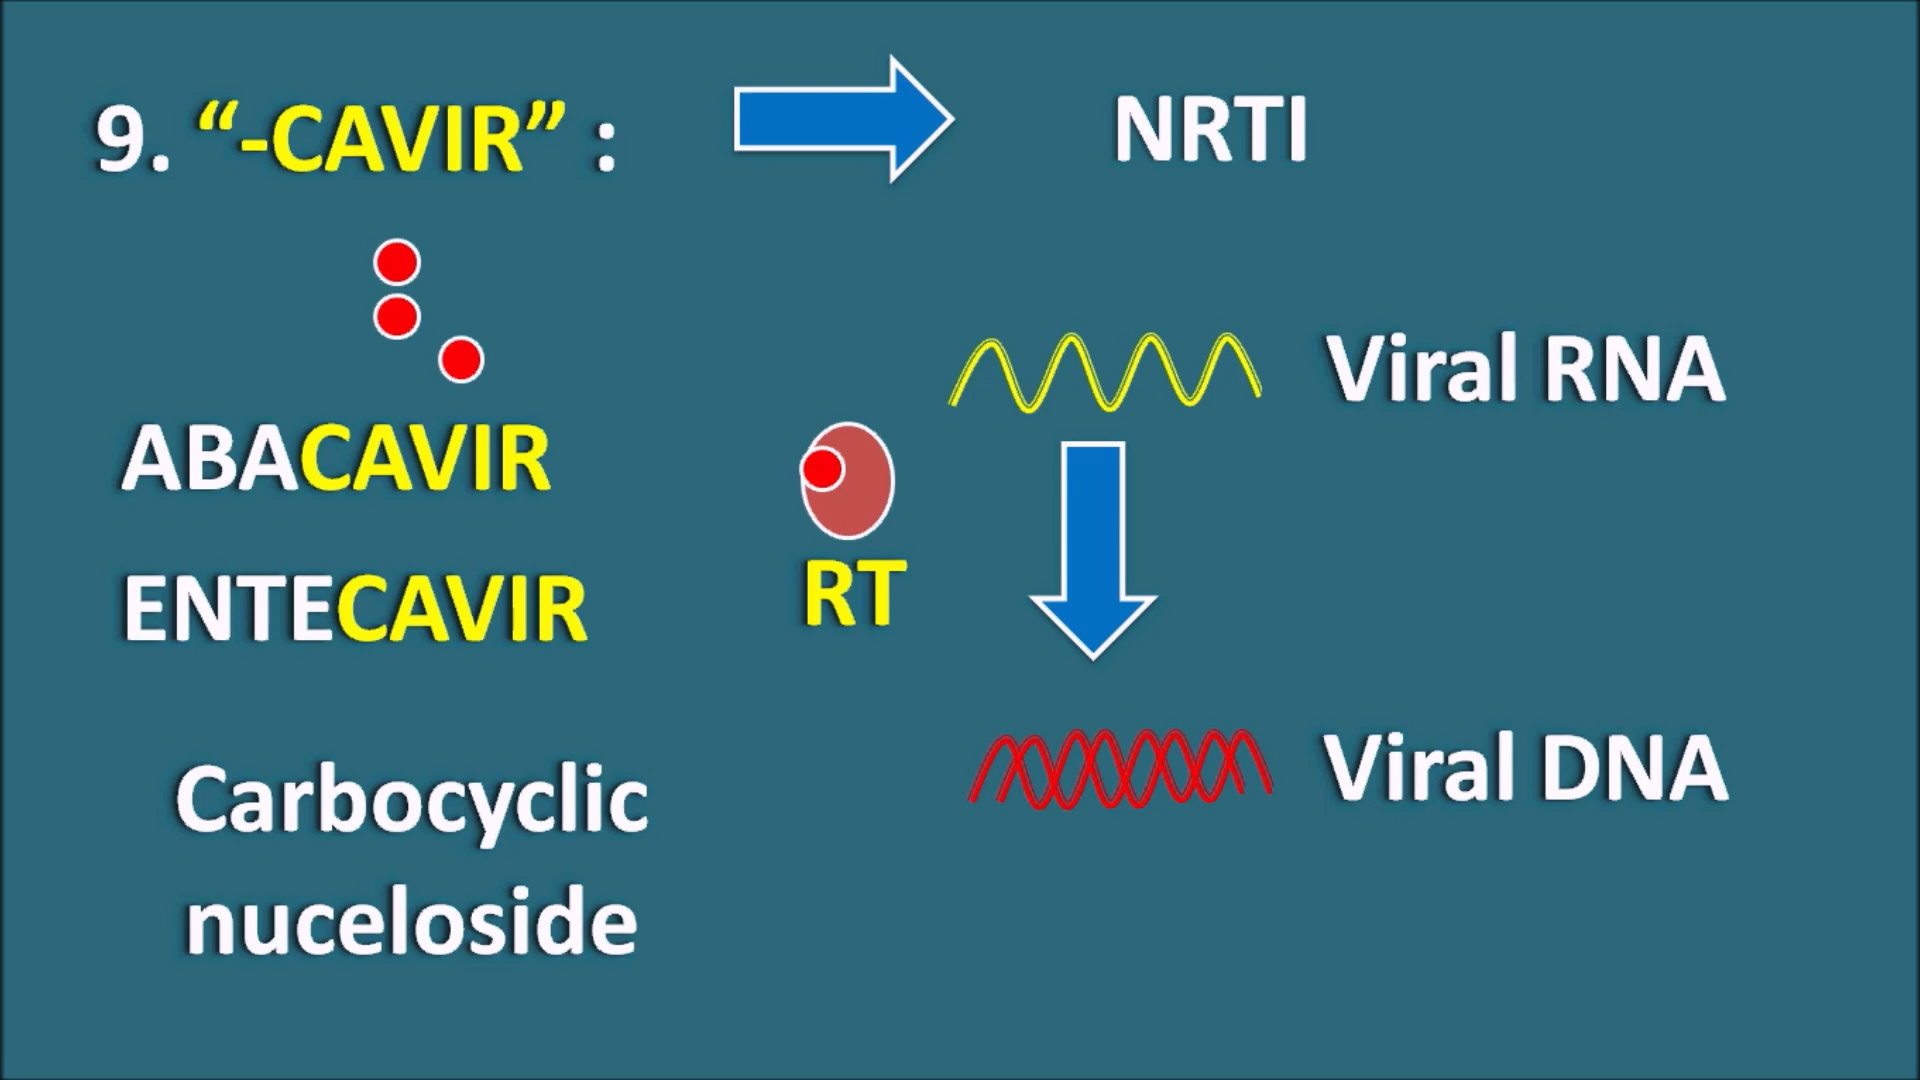 9. “-CAVIR” :
NRTI
ABACAVIR
ENTECAVIR
Carbocyclic
nuceloside
RT
Viral RNA
Viral DNA